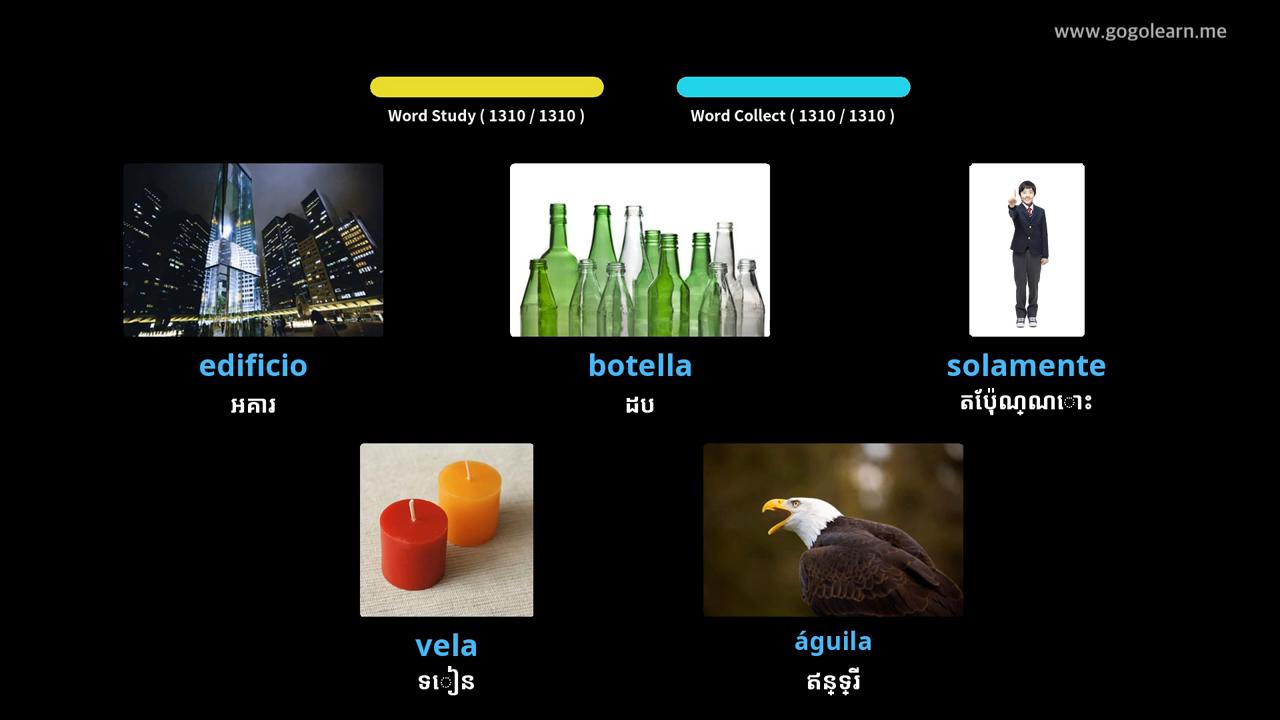 www.gogolearn.me
Word Study ( 1310 / 1310 )
Word Collect ( 1310 / 1310 )
edificio
botella
solamente
អគារ
ដប
តប៉ុែណ្ណោះ
vela
águila
ទៀន
ឥន្ទ្រី